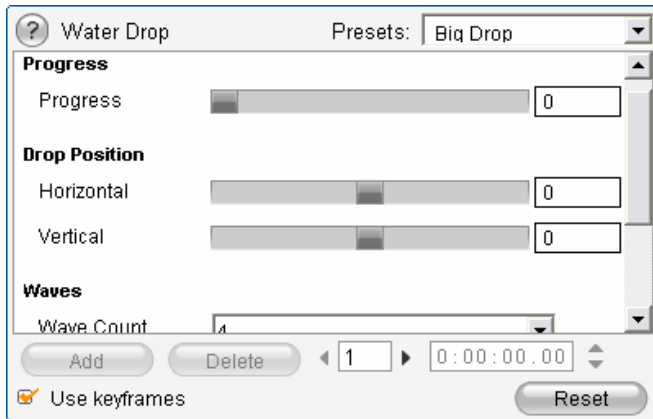 ? Water Drop Presets: Big Drop
Progress
Progress 0
Drop Position
Horizontal 0
Vertical 0
Waves
Wave Count 4
Add Delete 1 0:00:00.00
Use keyframes Reset